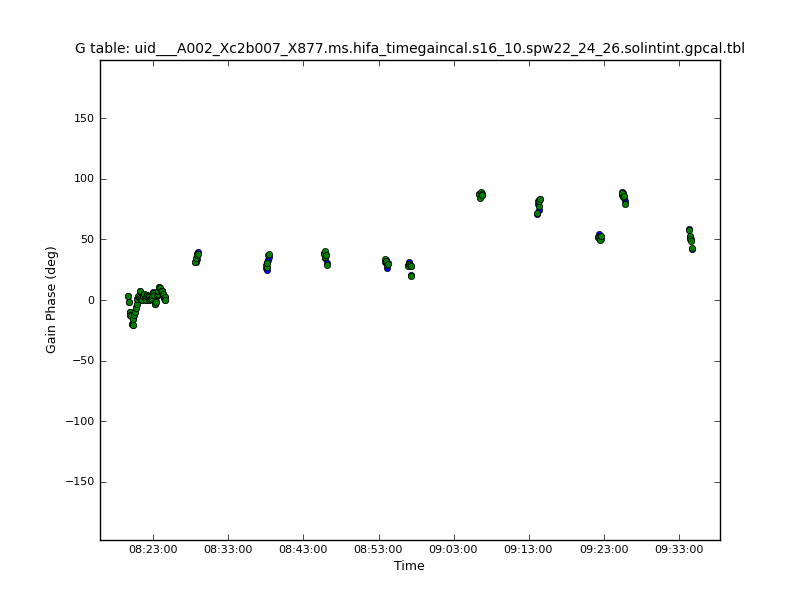 G table: uid___A002_Xc2b007_X877.ms.hifa_timegaincal.s16_10.spw22_24_26.solintint.gpcal.tbl
150
100
50
0
−50
−100
−150
Gain Phase (deg)
08:23:00 08:33:00 08:43:00 08:53:00 09:03:00 09:13:00 09:23:00 09:33:00
Time